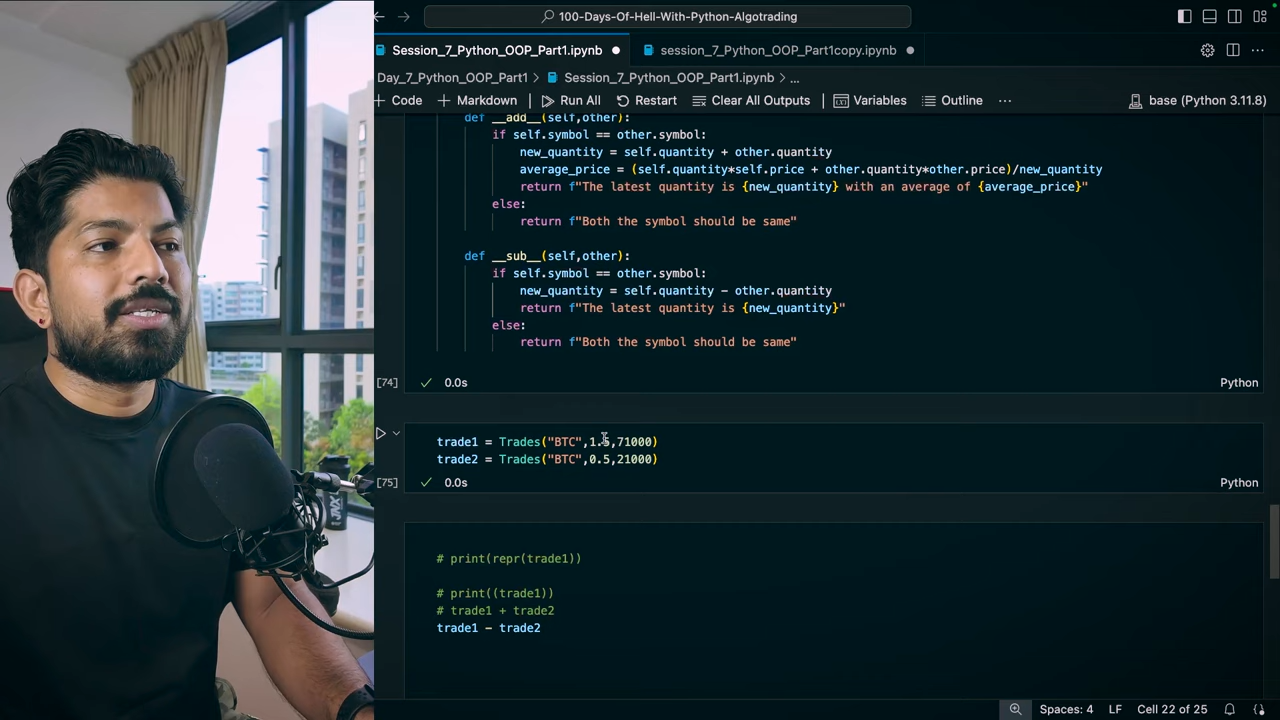 100-Days-Of-Hell-With-Python-Algotrading
Session_7_Python_OOP_Part1.ipynb
session_7_Python_OOP_Part1copy.ipynb
Day_7_Python_OOP_Part1 > Session_7_Python_OOP_Part1.ipynb > ...
+ Code + Markdown Run All Restart Clear All Outputs Variables Outline ... base (Python 3.11.8)
def __add__(self,other):
if self.symbol == other.symbol:
new_quantity = self.quantity + other.quantity
average_price = (self.quantity*self.price + other.quantity*other.price)/new_quantity
return f"The latest quantity is {new_quantity} with an average of {average_price}"
else:
return f"Both the symbol should be same"
def __sub__(self,other):
if self.symbol == other.symbol:
new_quantity = self.quantity - other.quantity
return f"The latest quantity is {new_quantity}"
else:
return f"Both the symbol should be same"
[74] 0.0s Python
trade1 = Trades("BTC",1.5,71000)
trade2 = Trades("BTC",0.5,21000)
[75] 0.0s Python
# print(repr(trade1))
# print((trade1))
# trade1 + trade2
trade1 - trade2
Spaces: 4 LF Cell 22 of 25